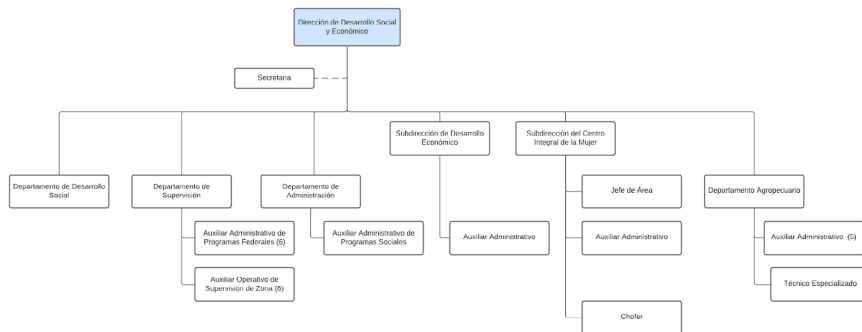 Dirección de Desarrollo Social
y Económico
Secretaria
Subdirección de Desarrollo
Económico
Subdirección del Centro
Integral de la Mujer
Departamento de Desarrollo
Social
Departamento de
Supervisión
Departamento de
Administración
Jefe de Área
Departamento Agropecuario
Auxiliar Administrativo de
Programas Federales (6)
Auxiliar Administrativo de
Programas Sociales
Auxiliar Administrativo
Auxiliar Administrativo
Auxiliar Administrativo (5)
Auxiliar Operativo de
Supervisión de Zona (6)
Técnico Especializado
Chofer